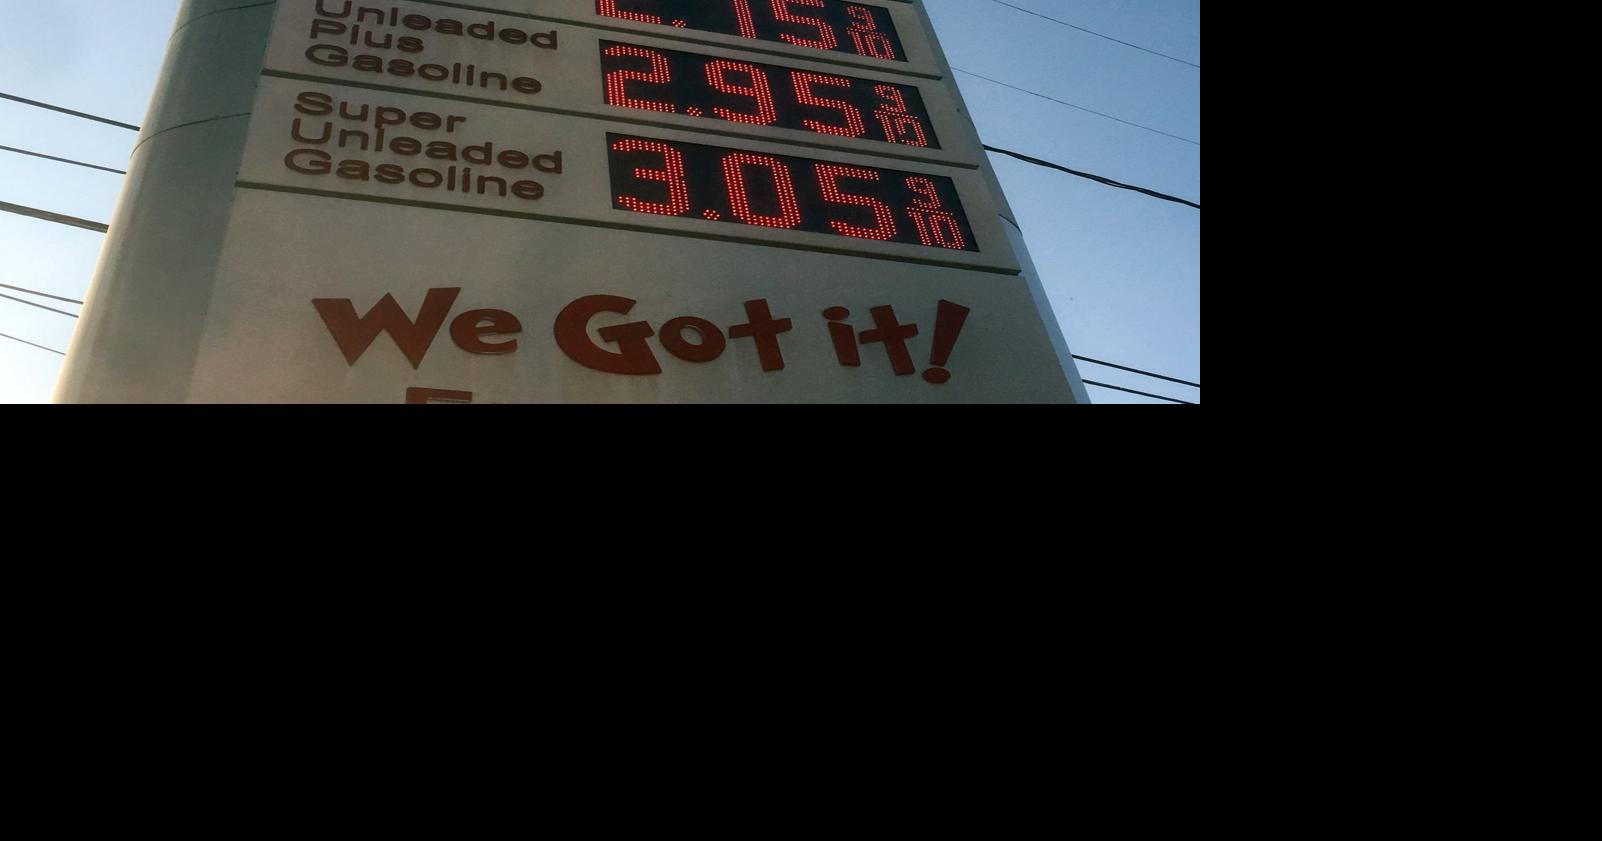 Unleaded
Plus
Gasoline
2.95 9/10
Super
Unleaded
Gasoline
3.05 9/10
We Got it!